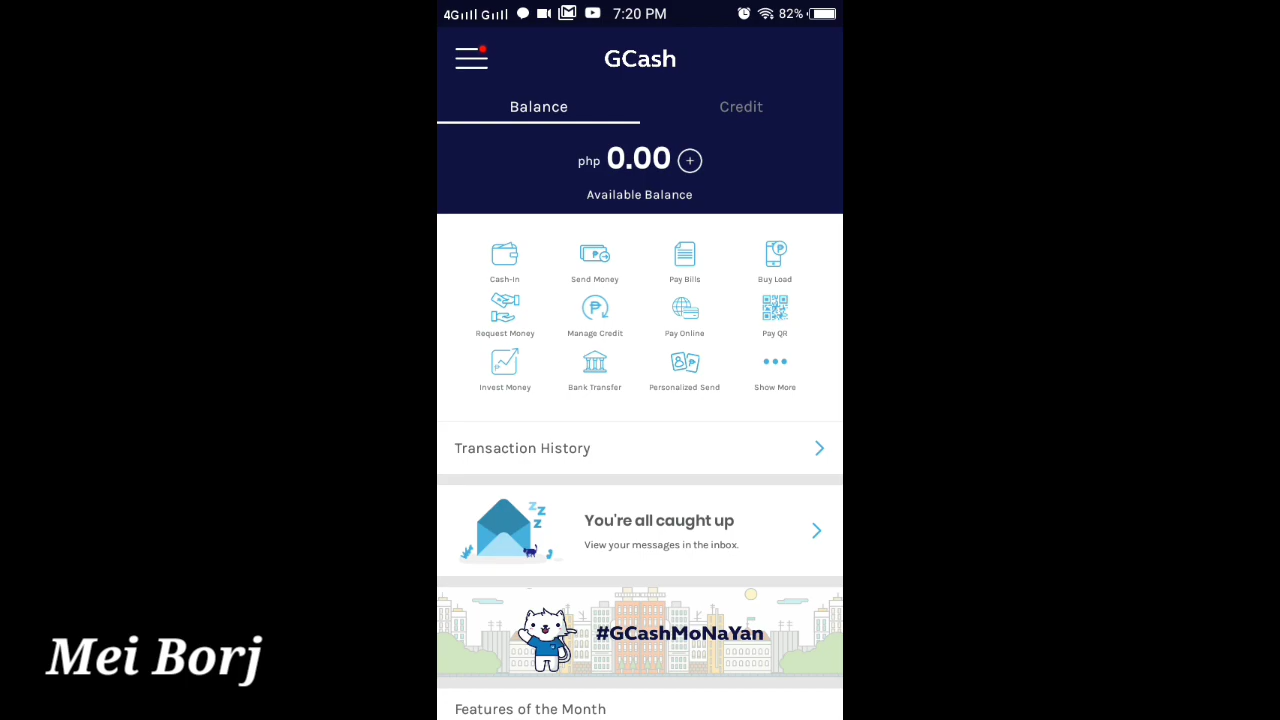 4G G 7:20 PM 82%
GCash
Balance Credit
php 0.00
Available Balance
Cash-In Send Money Pay Bills Buy Load
Request Money Manage Credit Pay Online Pay QR
Invest Money Bank Transfer Personalized Send Show More
Transaction History
You're all caught up
View your messages in the inbox.
#GCashMoNaYan
Mei Borj
Features of the Month